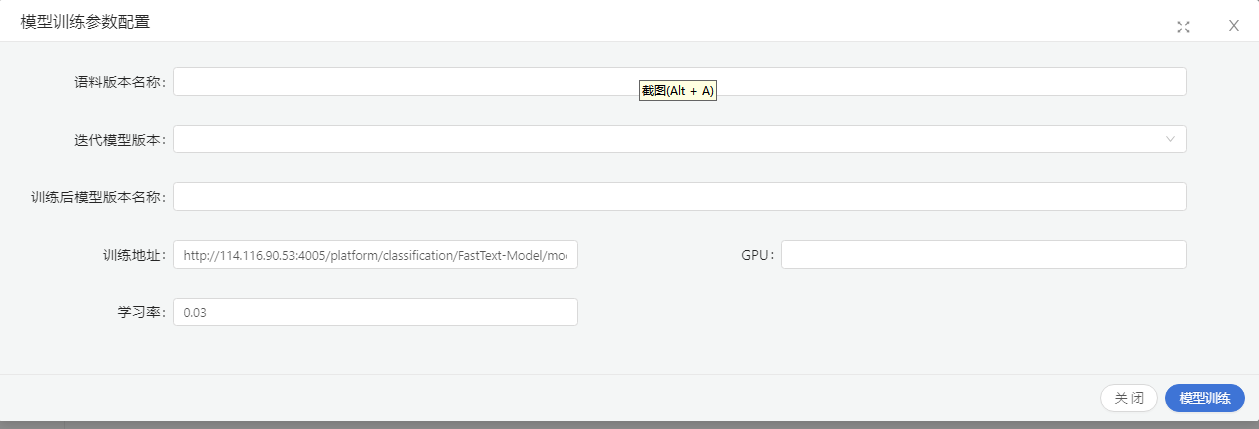 模型训练参数配置
语料版本名称：
截图(Alt + A)
迭代模型版本：
训练后模型版本名称：
训练地址： http://114.116.90.53:4005/platform/classification/FastText-Model/mo
GPU：
学习率： 0.03
关 闭 模型训练